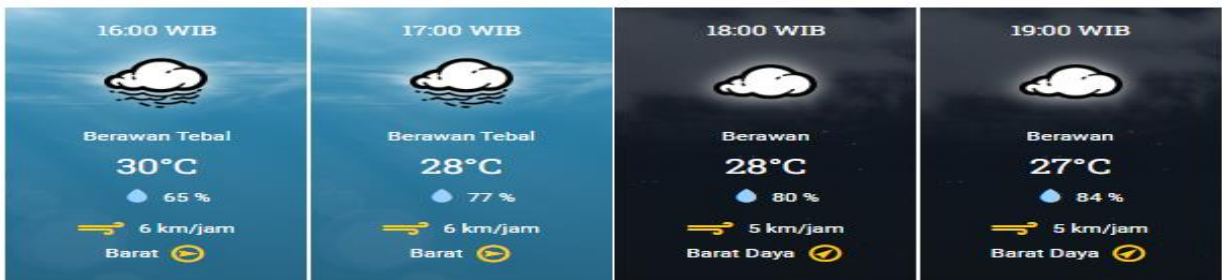 16:00 WIB
Berawan Tebal
30°C
65 %
6 km/jam
Barat
17:00 WIB
Berawan Tebal
28°C
77 %
6 km/jam
Barat
18:00 WIB
Berawan
28°C
80 %
5 km/jam
Barat Daya
19:00 WIB
Berawan
27°C
84 %
5 km/jam
Barat Daya